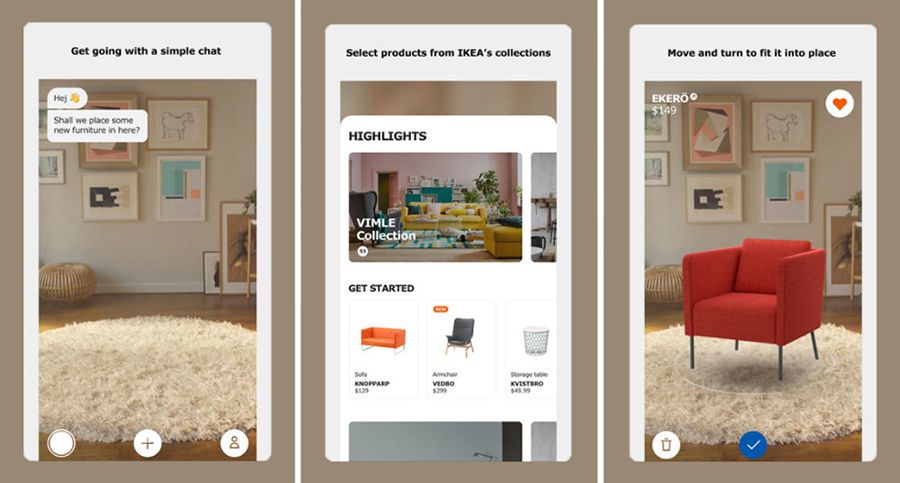 Get going with a simple chat
Hej 👋
Shall we place some
new furniture in here?
Select products from IKEA's collections
HIGHLIGHTS
VIMLE
Collection
GET STARTED
NEW
Sofa
KNOPPARP
$129
Armchair
VEDBO
$299
Storage table
KVISTBRO
$49.99
Move and turn to fit it into place
EKERÖ
$149